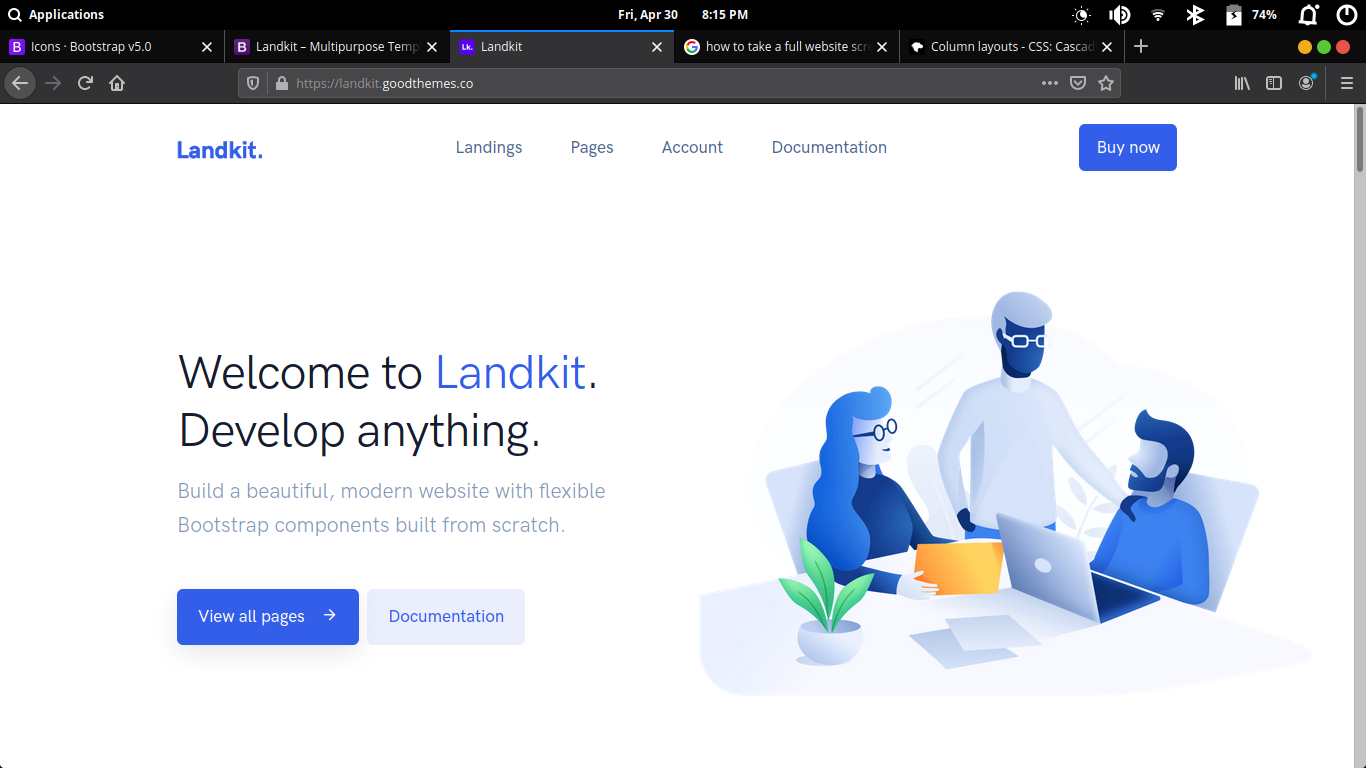 Applications
Fri, Apr 30 8:15 PM
74%
Icons · Bootstrap v5.0
Landkit – Multipurpose Temp
Landkit
how to take a full website scr
Column layouts - CSS: Cascad
https://landkit.goodthemes.co
Landkit.
Landings
Pages
Account
Documentation
Buy now
Welcome to Landkit.
Develop anything.
Build a beautiful, modern website with flexible
Bootstrap components built from scratch.
View all pages →
Documentation